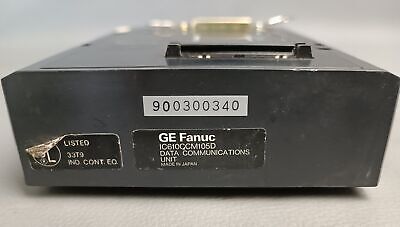 900300340
LISTED
33T9
IND. CONT. EQ.
GE Fanuc
IC610CCM105D
DATA COMMUNICATIONS
UNIT
MADE IN JAPAN